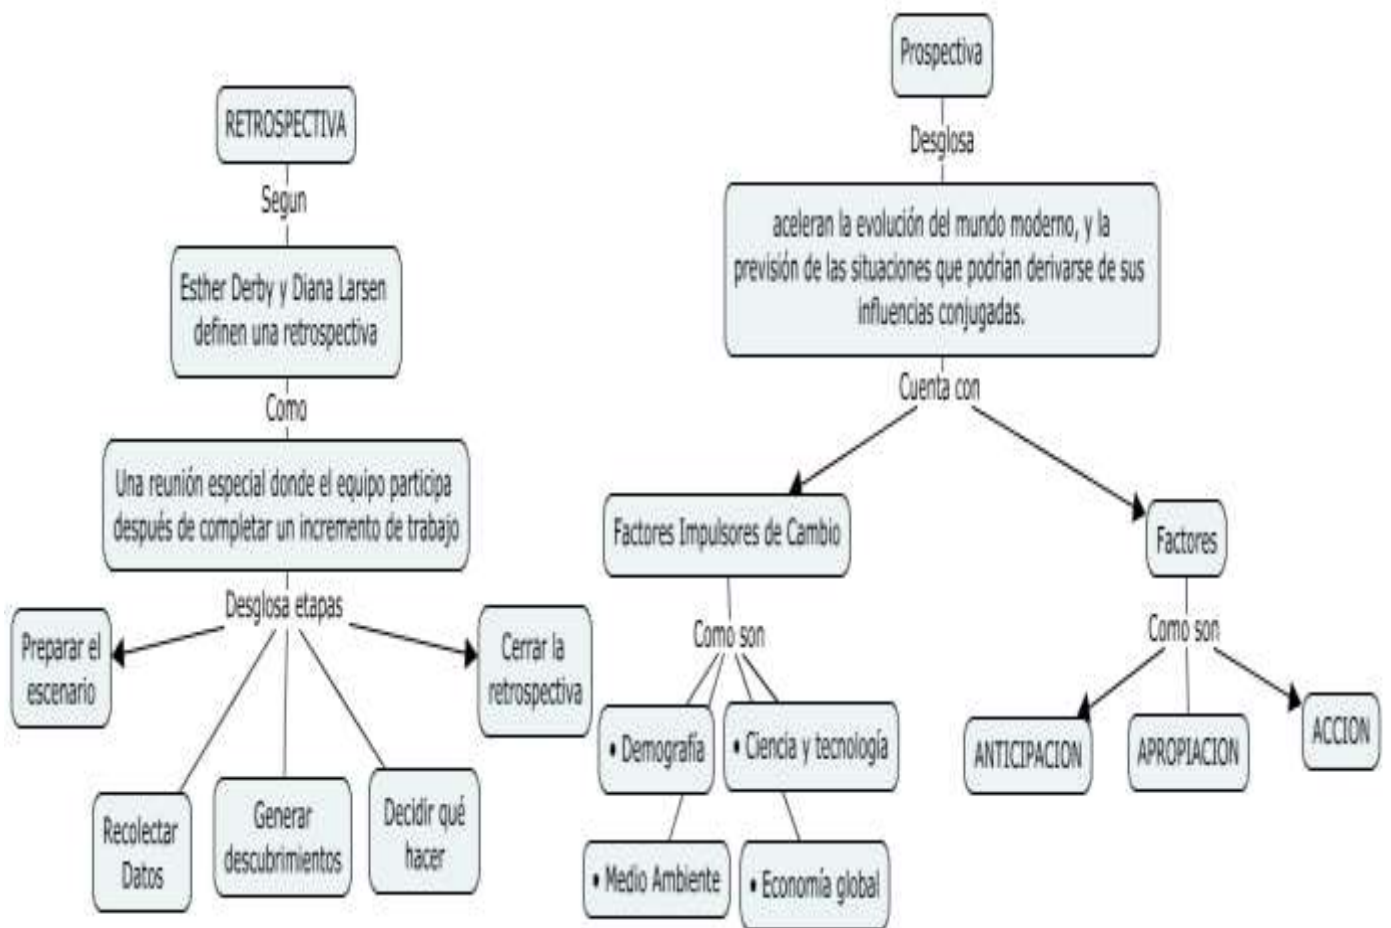 RETROSPECTIVA
Segun
Esther Derby y Diana Larsen
definen una retrospectiva
Como
Una reunión especial donde el equipo participa
después de completar un incremento de trabajo
Desglosa etapas
Preparar el
escenario
Recolectar
Datos
Generar
descubrimientos
Decidir qué
hacer
Cerrar la
retrospectiva
Prospectiva
Desglosa
aceleran la evolución del mundo moderno, y la
previsión de las situaciones que podrían derivarse de sus
influencias conjugadas.
Cuenta con
Factores Impulsores de Cambio
Como son
• Demografía
• Ciencia y tecnología
• Medio Ambiente
• Economía global
Factores
Como son
ANTICIPACION
APROPIACION
ACCION